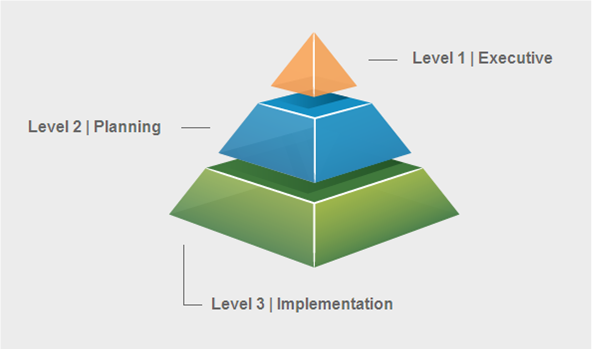 Level 1 | Executive
Level 2 | Planning
Level 3 | Implementation